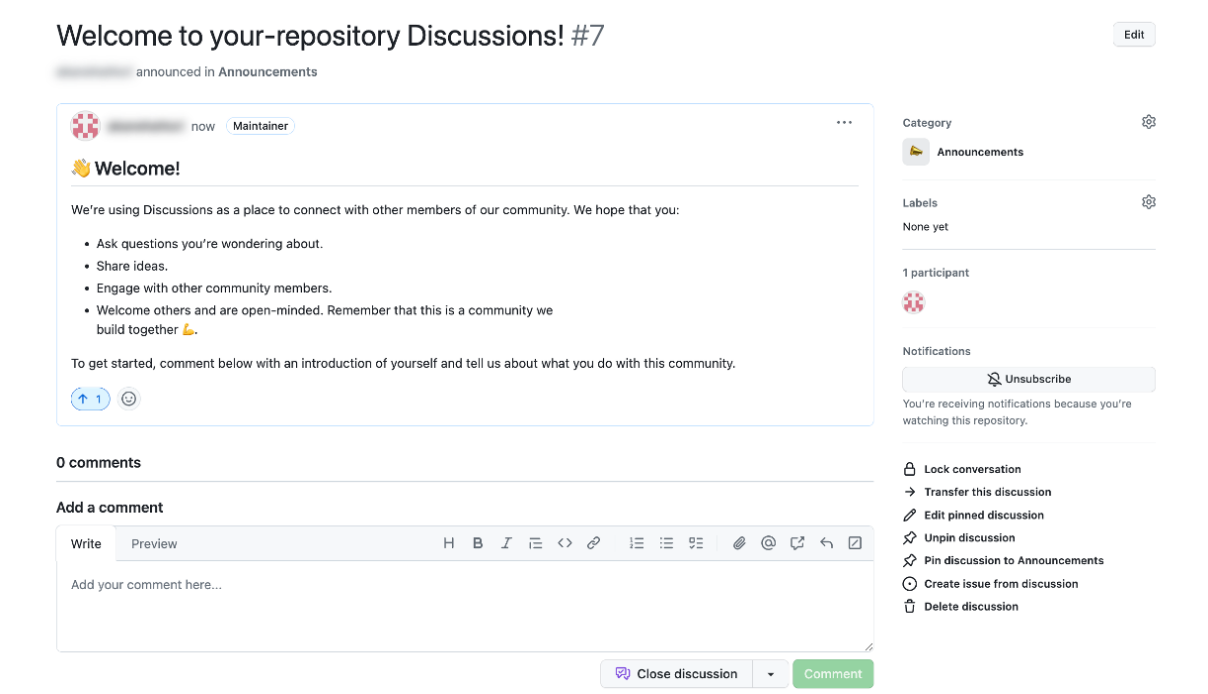 Welcome to your-repository Discussions! #7
Edit
announced in Announcements
now Maintainer
👋 Welcome!
We're using Discussions as a place to connect with other members of our community. We hope that you:
• Ask questions you're wondering about.
• Share ideas.
• Engage with other community members.
• Welcome others and are open-minded. Remember that this is a community we
build together 💪.
To get started, comment below with an introduction of yourself and tell us about what you do with this community.
↑ 1
0 comments
Add a comment
Write Preview
Add your comment here...
Close discussion Comment
Category
Announcements
Labels
None yet
1 participant
Notifications
Unsubscribe
You're receiving notifications because you're
watching this repository.
Lock conversation
Transfer this discussion
Edit pinned discussion
Unpin discussion
Pin discussion to Announcements
Create issue from discussion
Delete discussion